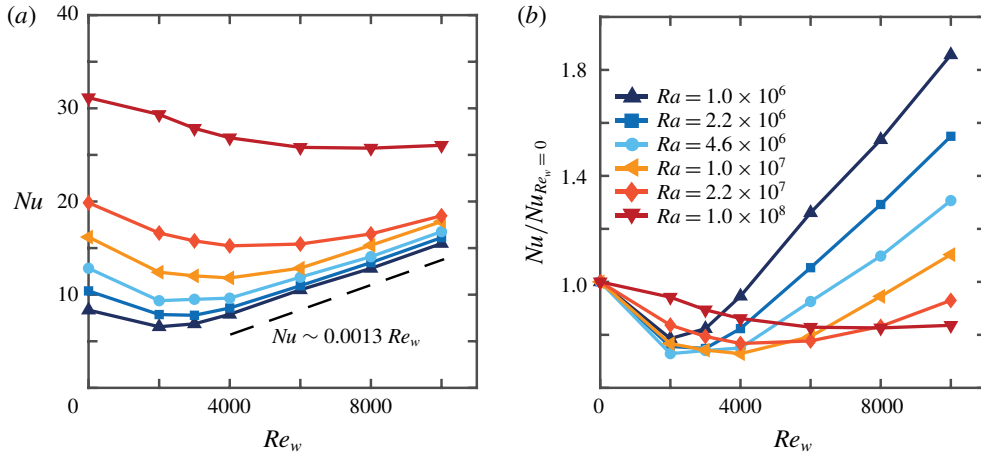 (a)
40
30
Nu
20
10
Nu ∼ 0.0013 Re_w
0
4000
8000
Re_w
(b)
1.8
1.4
Nu/Nu_{Re_w = 0}
1.0
Ra = 1.0 × 10^6
Ra = 2.2 × 10^6
Ra = 4.6 × 10^6
Ra = 1.0 × 10^7
Ra = 2.2 × 10^7
Ra = 1.0 × 10^8
0
4000
8000
Re_w